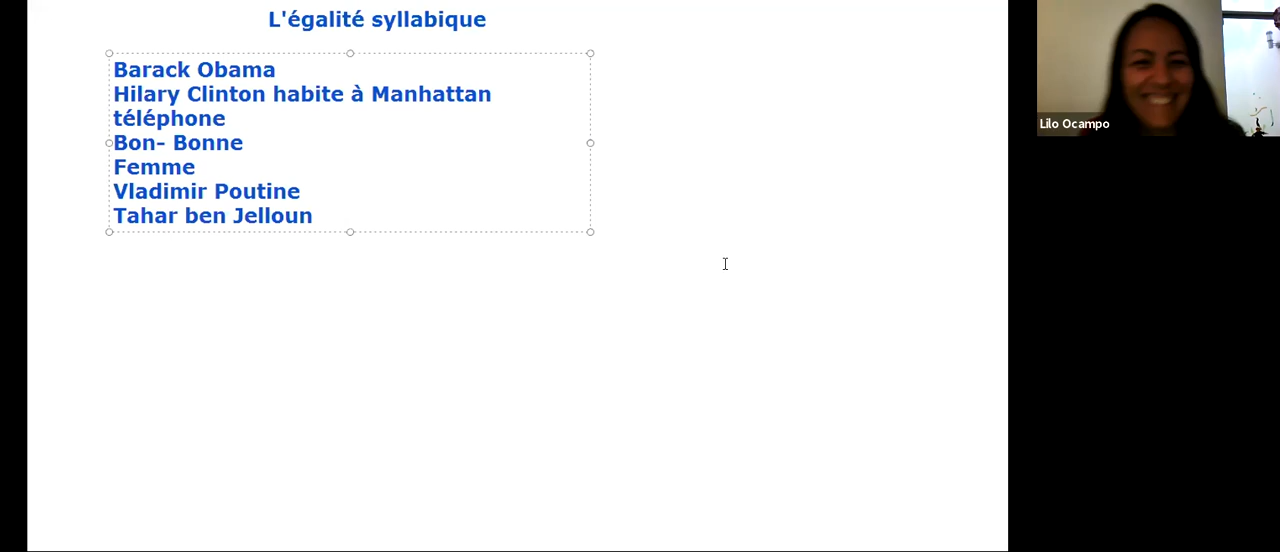 L'égalité syllabique
Barack Obama
Hilary Clinton habite à Manhattan
téléphone
Bon- Bonne
Femme
Vladimir Poutine
Tahar ben Jelloun
Lilo Ocampo